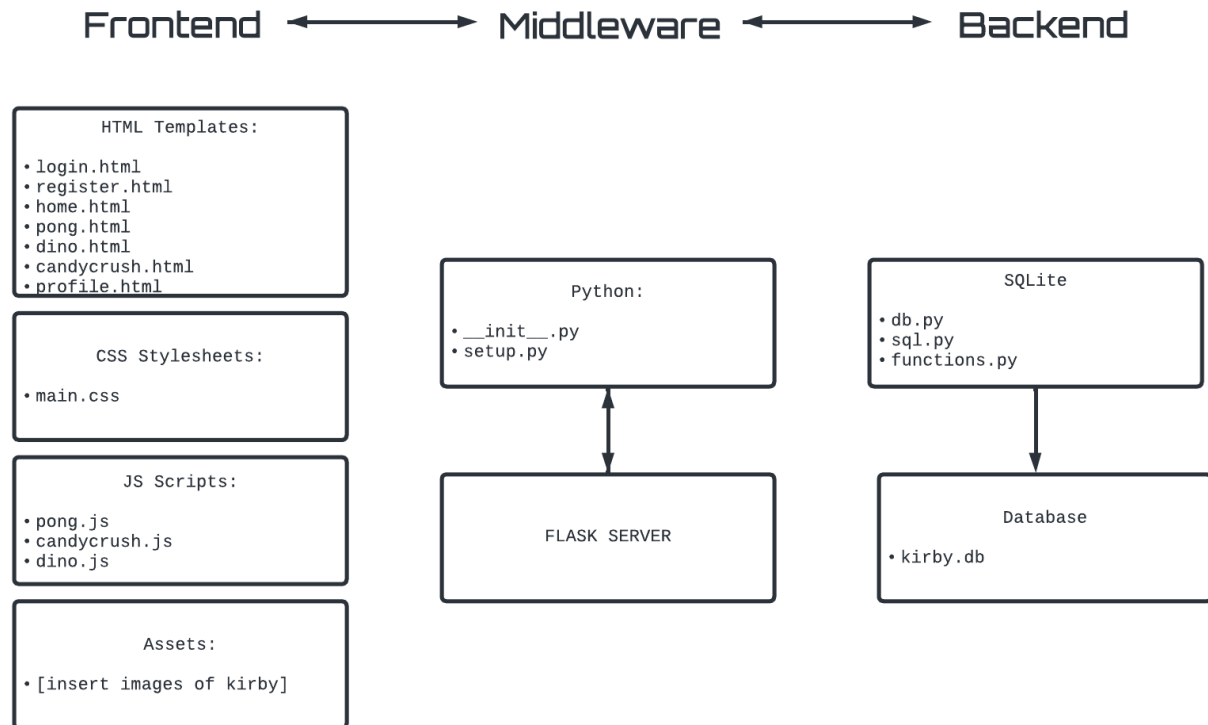 Frontend
Middleware
Backend
HTML Templates:
• login.html
• register.html
• home.html
• pong.html
• dino.html
• candycrush.html
• profile.html
CSS Stylesheets:
• main.css
JS Scripts:
• pong.js
• candycrush.js
• dino.js
Assets:
• [insert images of kirby]
Python:
• __init__.py
• setup.py
FLASK SERVER
SQLite
• db.py
• sql.py
• functions.py
Database
• kirby.db